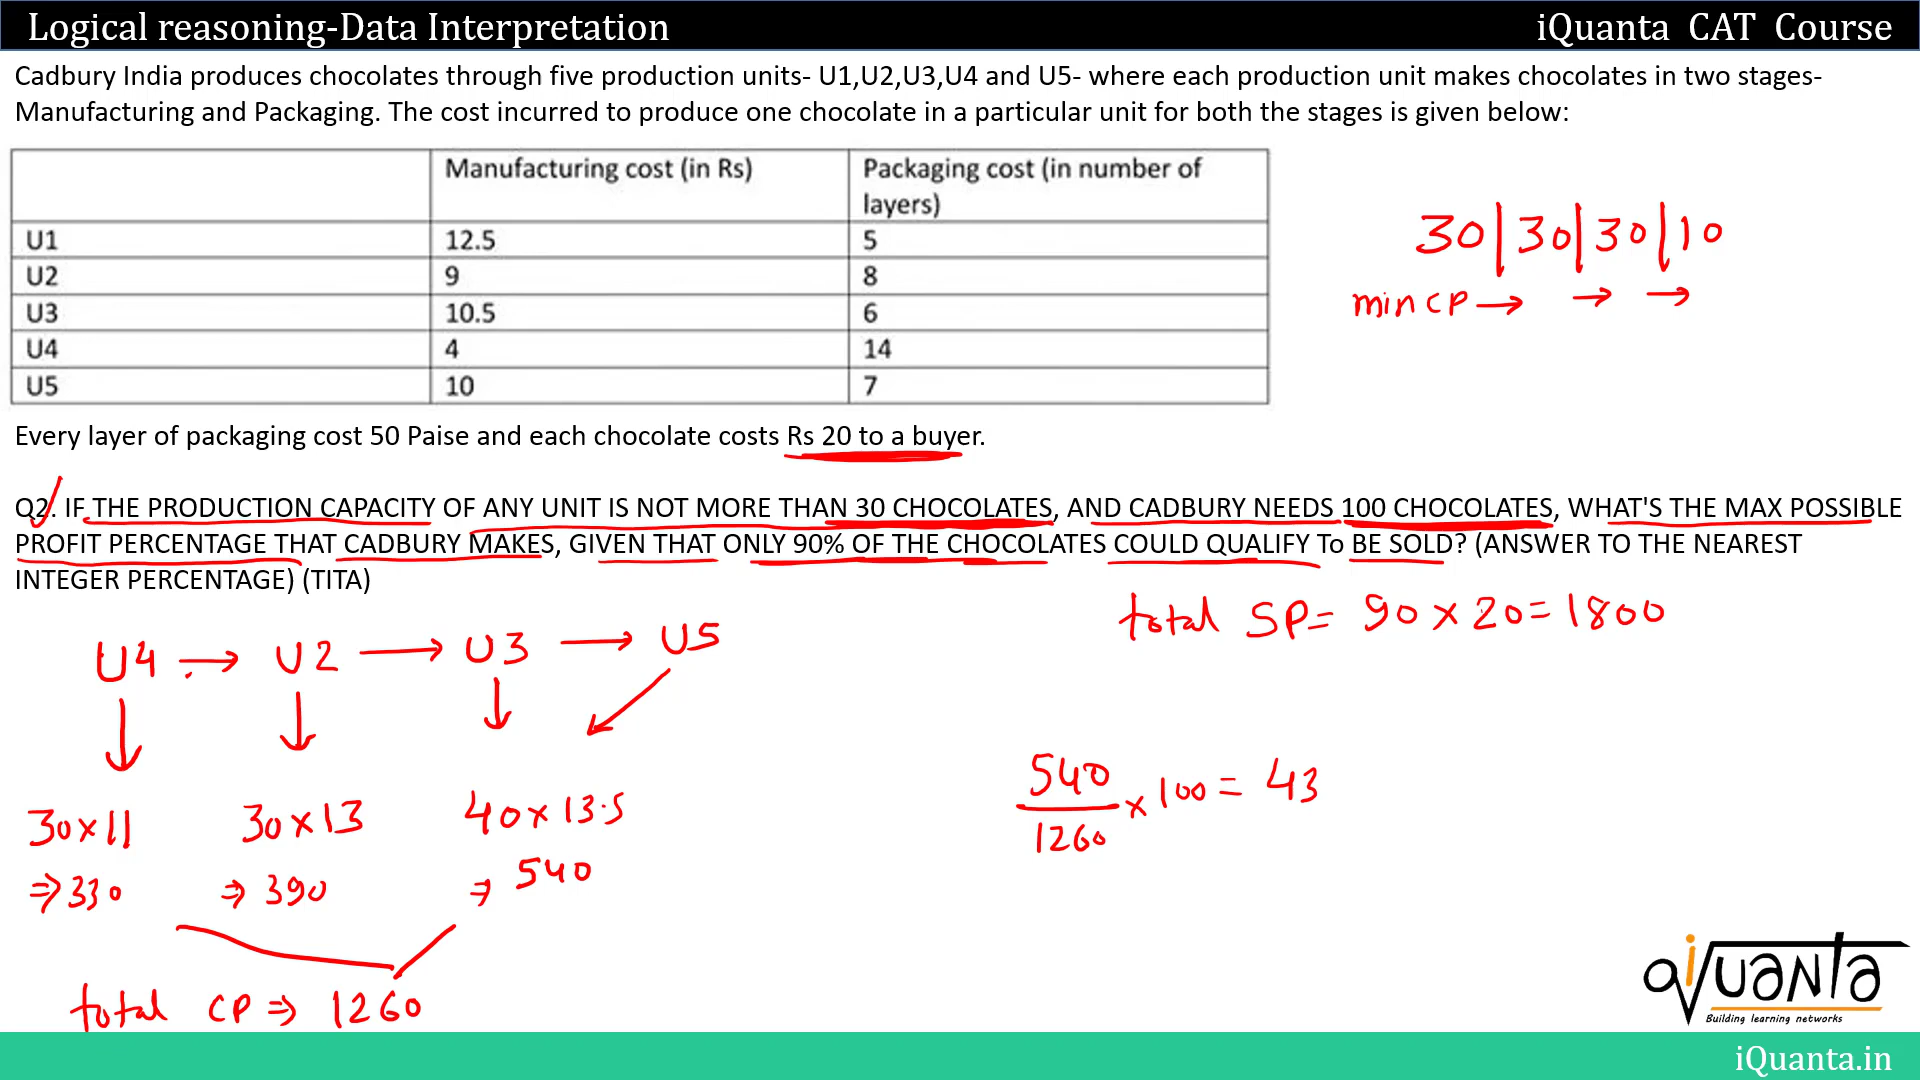 Logical reasoning-Data Interpretation
iQuanta CAT Course
Cadbury India produces chocolates through five production units- U1,U2,U3,U4 and U5- where each production unit makes chocolates in two stages-
Manufacturing and Packaging. The cost incurred to produce one chocolate in a particular unit for both the stages is given below:
Manufacturing cost (in Rs)
Packaging cost (in number of
layers)
U1 12.5 5
U2 9 8
U3 10.5 6
U4 4 14
U5 10 7
30|30|30|10
min CP → → →
Every layer of packaging cost 50 Paise and each chocolate costs Rs 20 to a buyer.
Q2. IF THE PRODUCTION CAPACITY OF ANY UNIT IS NOT MORE THAN 30 CHOCOLATES, AND CADBURY NEEDS 100 CHOCOLATES, WHAT'S THE MAX POSSIBLE
PROFIT PERCENTAGE THAT CADBURY MAKES, GIVEN THAT ONLY 90% OF THE CHOCOLATES COULD QUALIFY To BE SOLD? (ANSWER TO THE NEAREST
INTEGER PERCENTAGE) (TITA)
total SP = 90 × 20 = 1800
U4 → U2 → U3 → U5
30×11 30×13 40×13.5
⇒330 ⇒390 ⇒540
total CP ⇒ 1260
540
1260
×100 = 43
iQuanta
Building learning networks
iQuanta.in